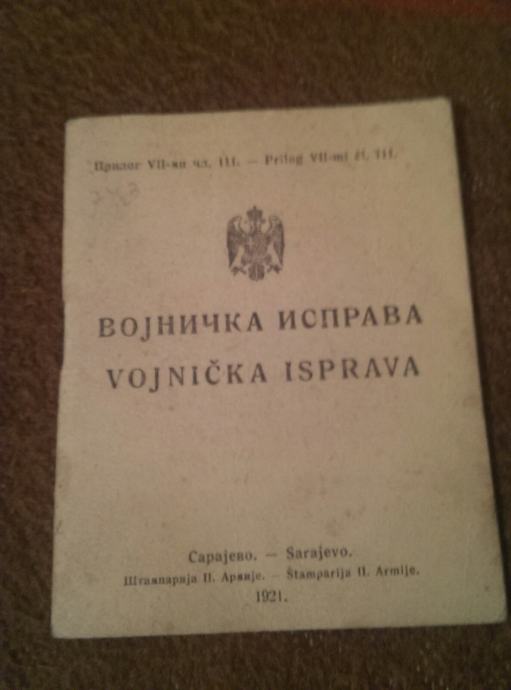 Прилог VII-ми чл. III. — Prilog VII-mi čl. III.
ВОЈНИЧКА ИСПРАВА
VOJNIČKA ISPRAVA
Сарајево. — Sarajevo.
Штампарија II. Армије. — Štamparija II. Armije.
1921.